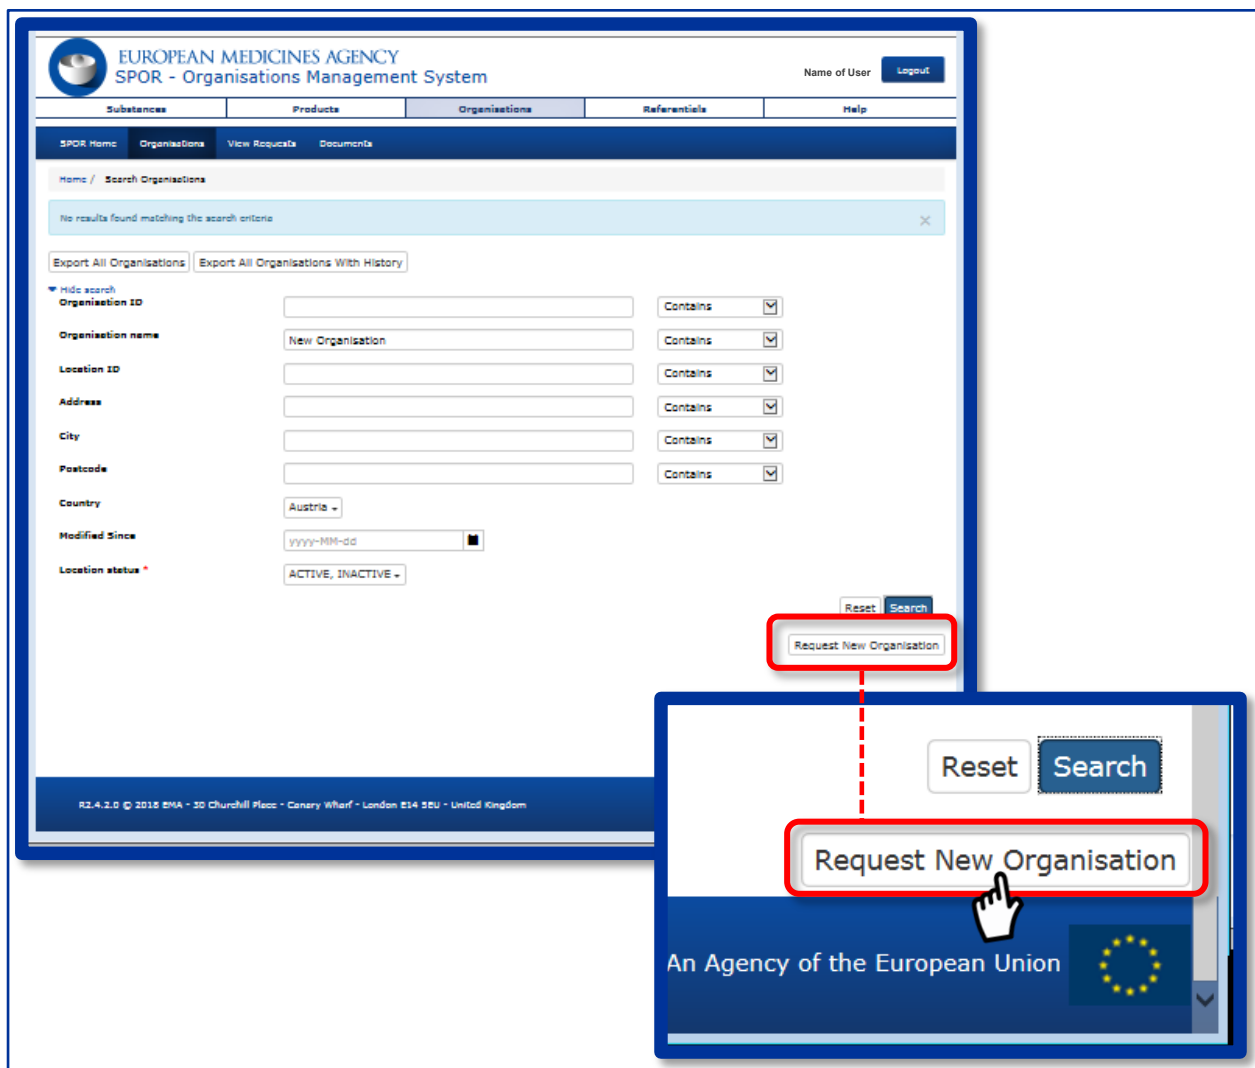 EUROPEAN MEDICINES AGENCY
SPOR - Organisations Management System
Name of User
Logout
Substances Products Organisations Referentials Help
SPOR Home Organisations View Requests Documents
Home / Search Organisations
No results found matching the search criteria
×
Export All Organisations Export All Organisations With History
Hide search
Organisation ID Contains
Organisation name New Organisation Contains
Location ID Contains
Address Contains
City Contains
Postcode Contains
Country Austria
Modified Since yyyy-MM-dd
Location status * ACTIVE, INACTIVE
Reset Search
Request New Organisation
R2.4.2.0 © 2018 EMA - 30 Churchill Place - Canary Wharf - London E14 5EU - United Kingdom
Reset Search
Request New Organisation
An Agency of the European Union